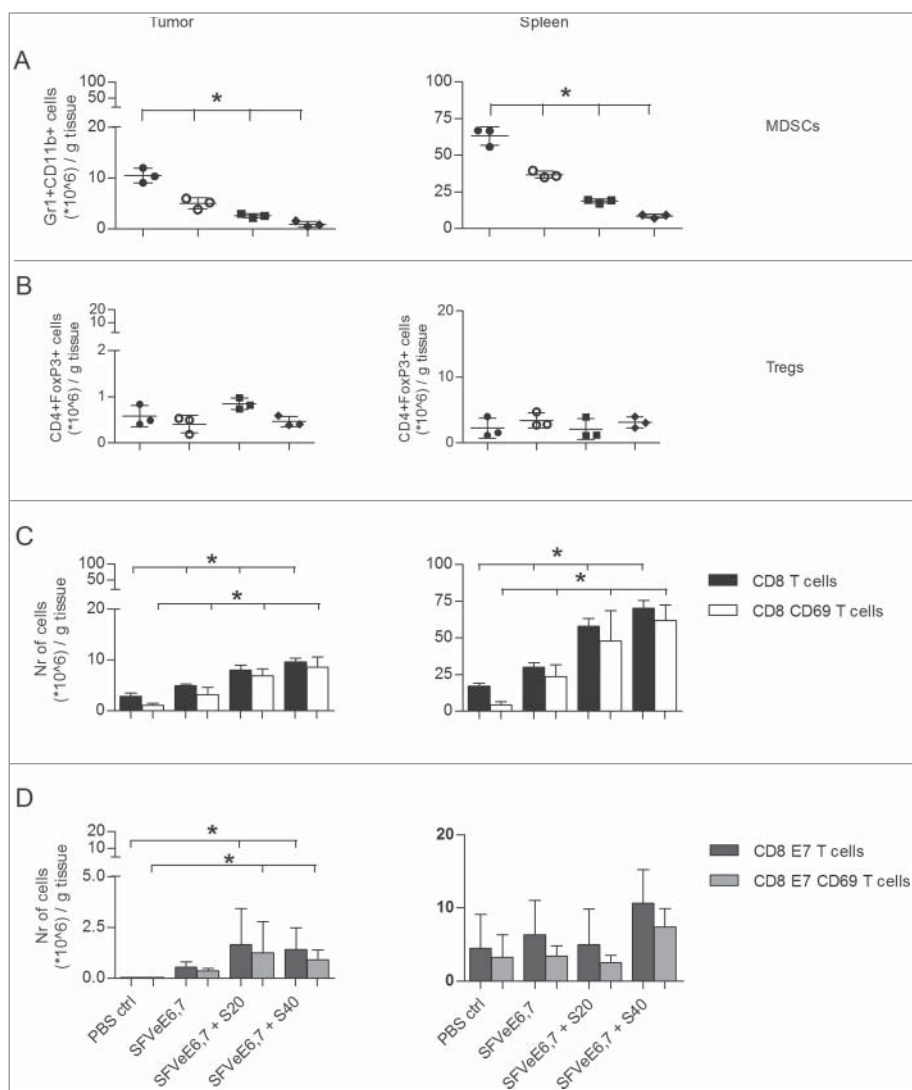 Tumor
Spleen
A
Gr1+CD11b+ cells
(*10^6) / g tissue
100
50
20
10
0
*
100
75
50
25
0
*
MDSCs
B
CD4+FoxP3+ cells
(*10^6) / g tissue
20
10
2
1
0
CD4+FoxP3+ cells
(*10^6) / g tissue
20
10
0
Tregs
C
Nr of cells
(*10^6) / g tissue
100
50
20
10
0
*
*
100
75
50
25
0
*
*
CD8 T cells
CD8 CD69 T cells
D
Nr of cells
(*10^6) / g tissue
20
10
5.0
2.5
0.0
*
*
20
10
0
CD8 E7 T cells
CD8 E7 CD69 T cells
PBS ctrl
SFVeE6,7
SFVeE6,7 + S20
SFVeE6,7 + S40
PBS ctrl
SFVeE6,7
SFVeE6,7 + S20
SFVeE6,7 + S40